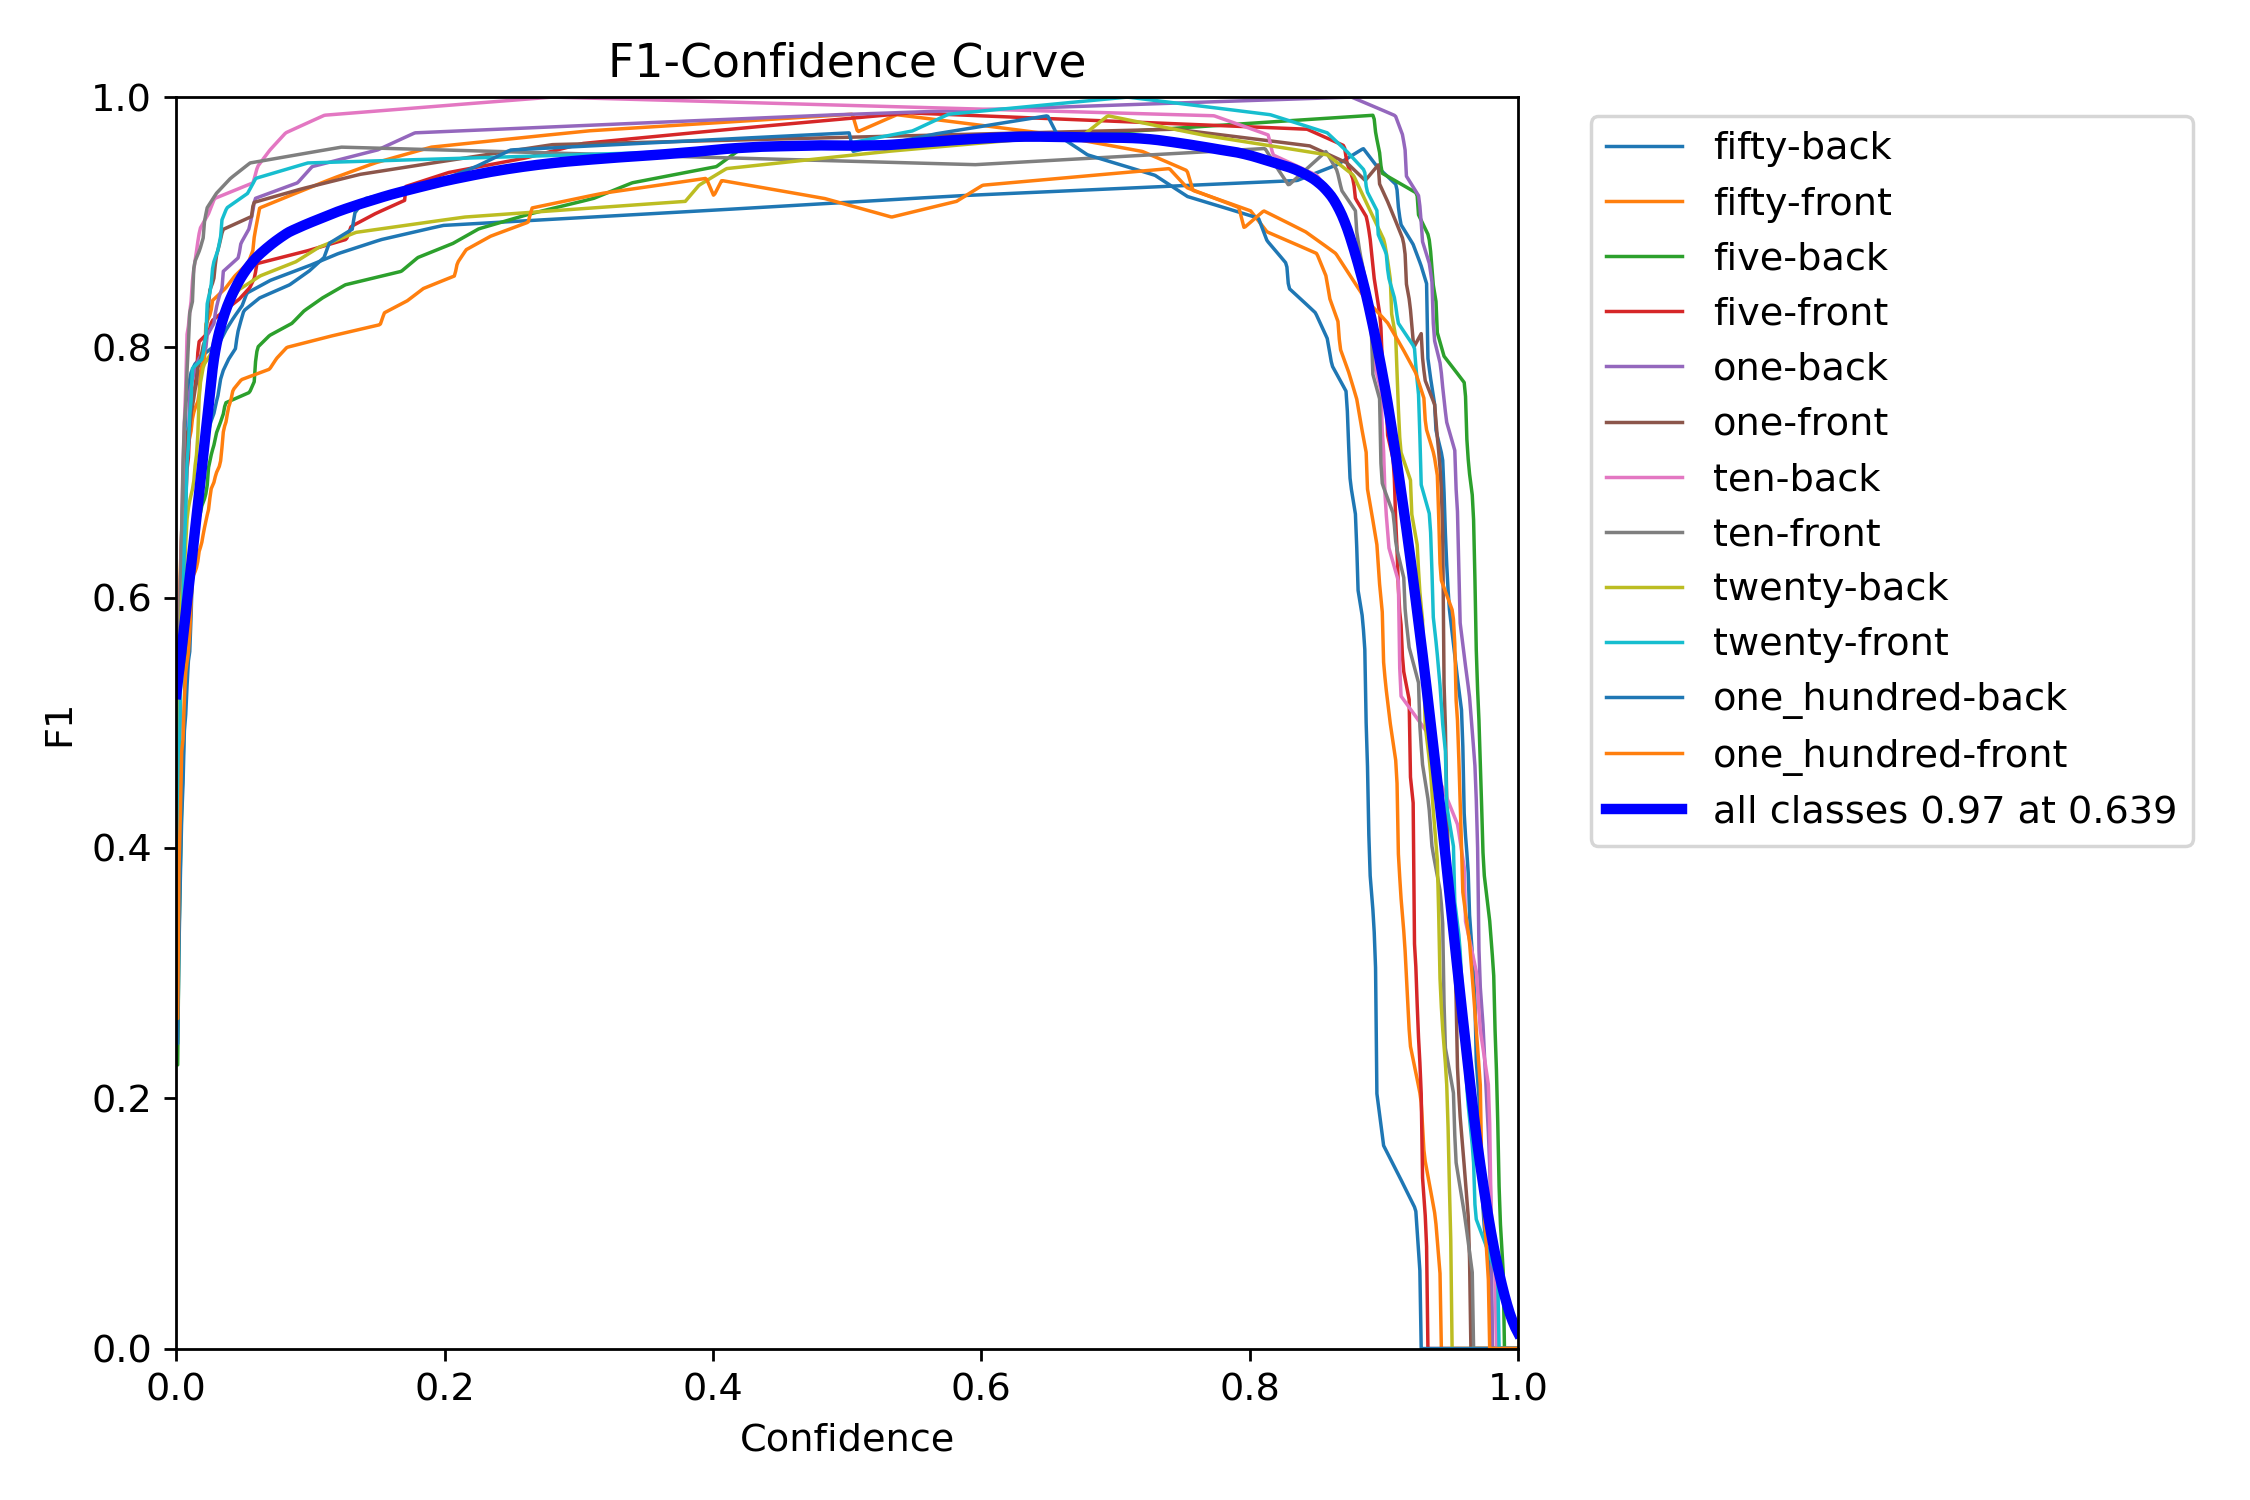 F1-Confidence Curve
1.0
0.8
0.6
0.4
0.2
0.0
F1
0.0 0.2 0.4 0.6 0.8 1.0
Confidence
fifty-back
fifty-front
five-back
five-front
one-back
one-front
ten-back
ten-front
twenty-back
twenty-front
one_hundred-back
one_hundred-front
all classes 0.97 at 0.639